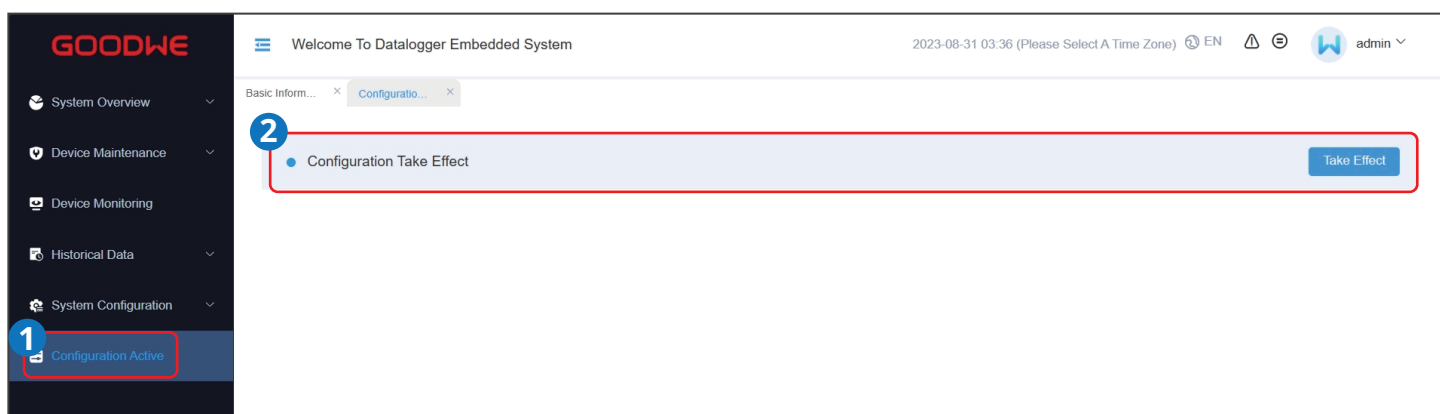 GOODWE
Welcome To Datalogger Embedded System
2023-08-31 03:36 (Please Select A Time Zone) EN
admin
System Overview
Device Maintenance
Device Monitoring
Historical Data
System Configuration
1
Configuration Active
Basic Inform... ×
Configuratio... ×
2
Configuration Take Effect
Take Effect